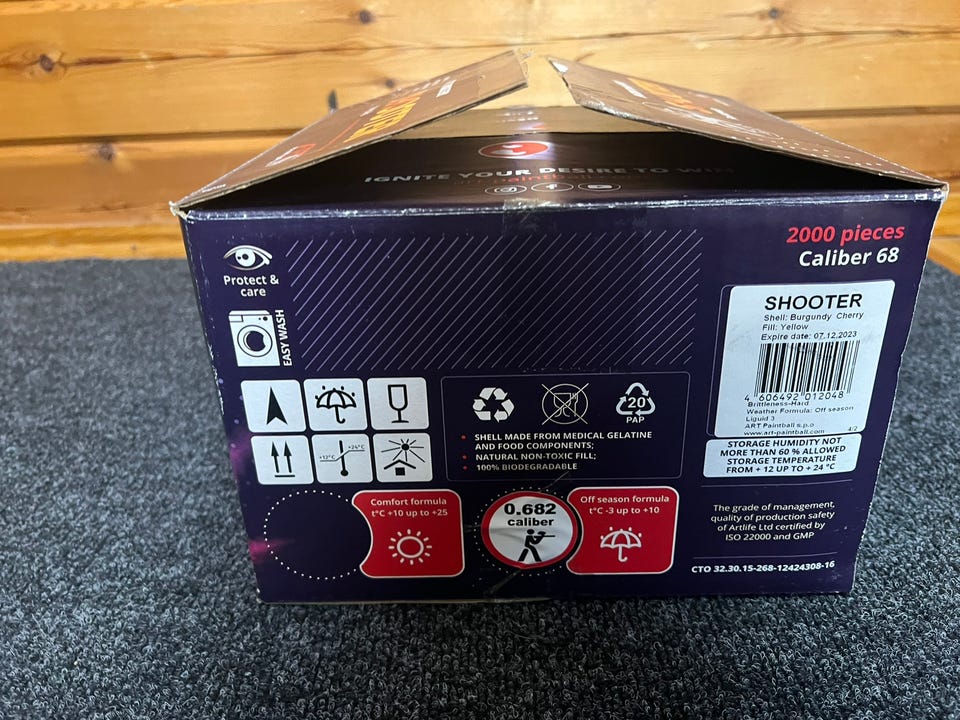 IGNITE YOUR DESIRE TO WIN
2000 pieces
Caliber 68
Protect &
care
EASY WASH
SHOOTER
Shell: Burgundy Cherry
Fill: Yellow
Expire date: 07.12.2023
4 606492 012048
Brittleness-Hard
Weather Formula: Off season
Liguid 3
ART Paintball s.p.o
www.art-paintball.com
4/2
STORAGE HUMIDITY NOT
MORE THAN 60 % ALLOWED
STORAGE TEMPERATURE
FROM + 12 UP TO + 24 °C
+12°C
+24°C
20
PAP
• SHELL MADE FROM MEDICAL GELATINE
AND FOOD COMPONENTS;
• NATURAL NON-TOXIC FILL;
• 100% BIODEGRADABLE
Comfort formula
t°C +10 up to +25
0.682
caliber
Off season formula
t°C -3 up to +10
The grade of management,
quality of production safety
of Artlife Ltd certified by
ISO 22000 and GMP
CTO 32.30.15-268-12424308-16